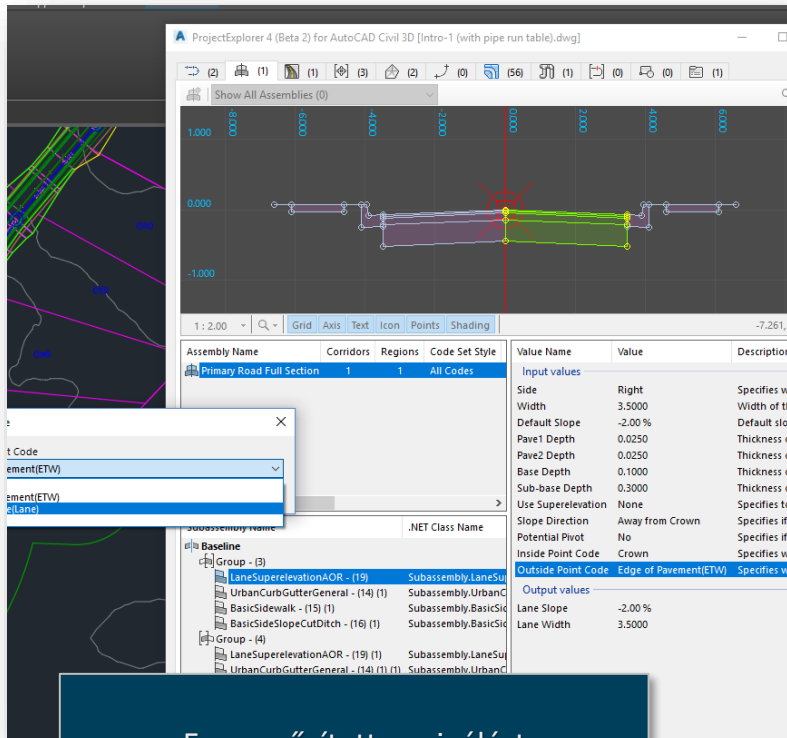 ProjectExplorer 4 (Beta 2) for AutoCAD Civil 3D [Intro-1 (with pipe run table).dwg]
(2) (1) (1) (3) (2) (0) (56) (1) (0) (0) (1)
Show All Assemblies (0)
-8.000 -6.000 -4.000 -2.000 0.000 2.000 4.000 6.000
1.000
0.000
-1.000
1 : 2.00 Grid Axis Text Icon Points Shading -7.261,
Assembly Name Corridors Regions Code Set Style
Primary Road Full Section 1 1 All Codes
t Code
ement(ETW)
ement(ETW)
e(Lane)
Subassembly Name .NET Class Name
Baseline
Group - (3)
LaneSuperelevationAOR - (19) Subassembly.LaneSu
UrbanCurbGutterGeneral - (14) (1) Subassembly.UrbanC
BasicSidewalk - (15) (1) Subassembly.BasicSi
BasicSideSlopeCutDitch - (16) (1) Subassembly.BasicSi
Group - (4)
LaneSuperelevationAOR - (19) (1) Subassembly.LaneSu
UrbanCurbGutterGeneral - (14) (1) (1) Subassembly.UrbanC
Value Name Value Description
Input values
Side Right Specifies w
Width 3.5000 Width of th
Default Slope -2.00 % Default slo
Pave1 Depth 0.0250 Thickness
Pave2 Depth 0.0250 Thickness
Base Depth 0.1000 Thickness
Sub-base Depth 0.3000 Thickness
Use Superelevation None Specifies to
Slope Direction Away from Crown Specifies if
Potential Pivot No Specifies if
Inside Point Code Crown Specifies w
Outside Point Code Edge of Pavement(ETW) Specifies w
Output values
Lane Slope -2.00 %
Lane Width 3.5000